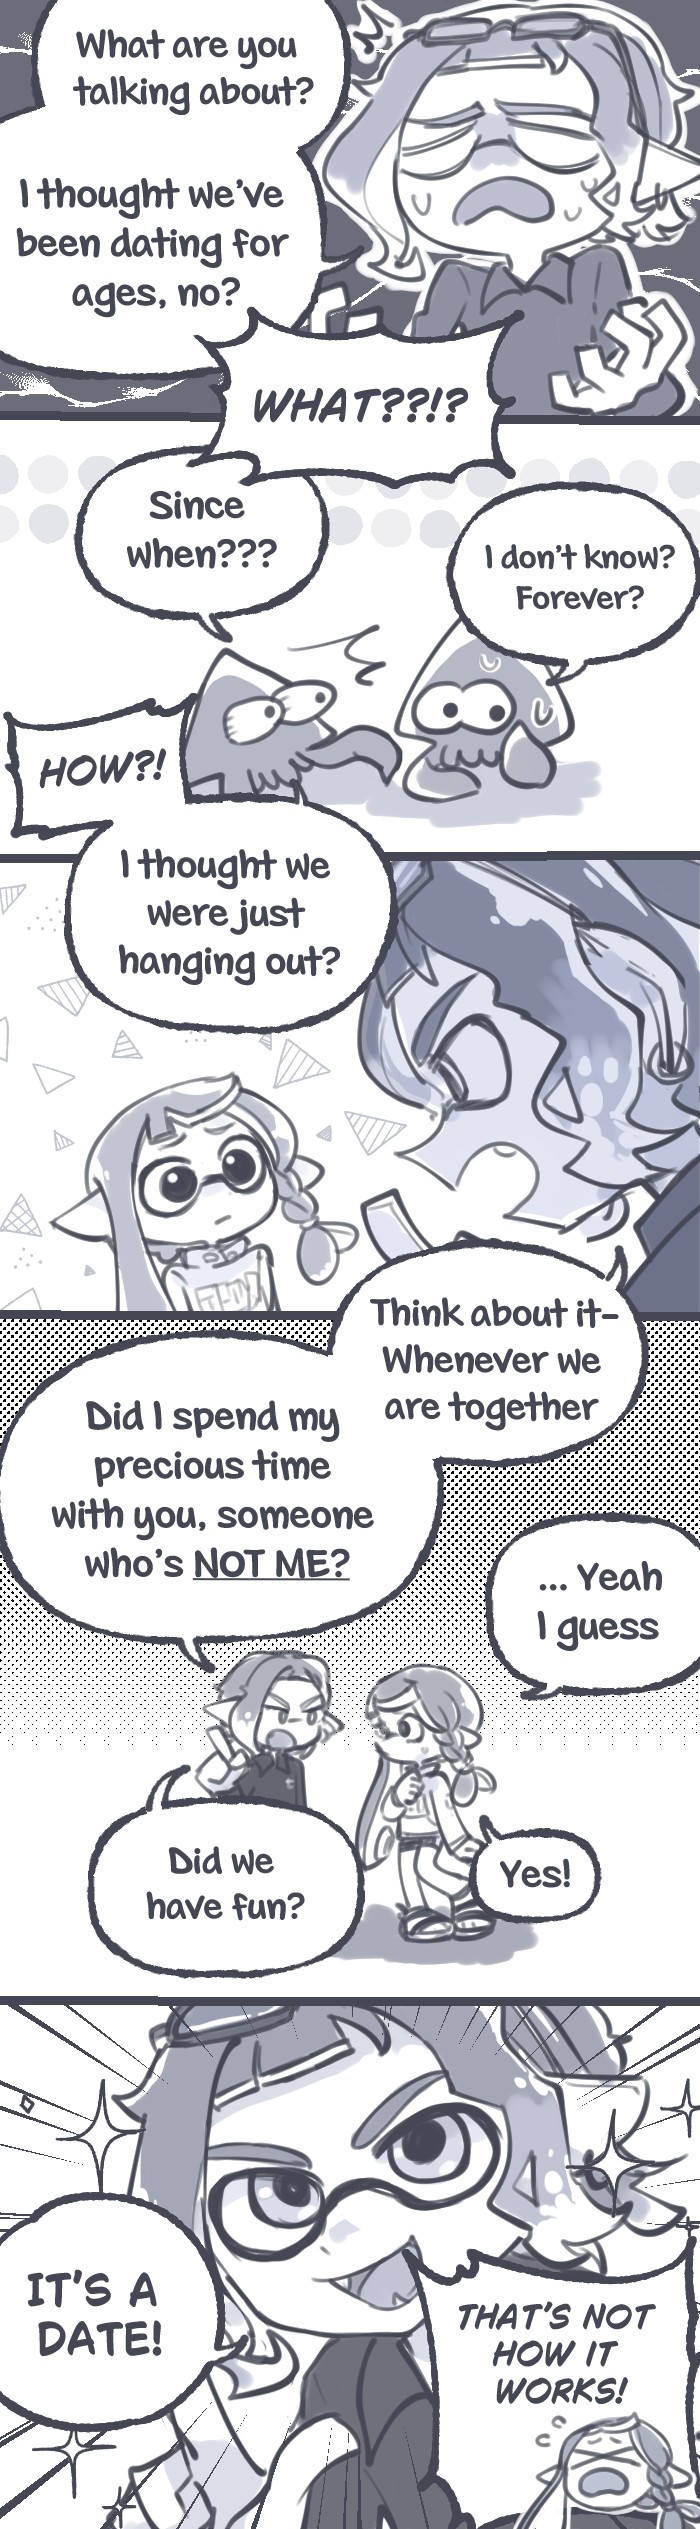 What are you
talking about?
I thought we've
been dating for
ages, no?
WHAT??!?
Since
when???
I don't know?
Forever?
HOW?!
I thought we
were just
hanging out?
Think about it-
Whenever we
are together
Did I spend my
precious time
with you, someone
who's NOT ME?
... Yeah
I guess
Did we
have fun?
Yes!
IT'S A
DATE!
THAT'S NOT
HOW IT
WORKS!